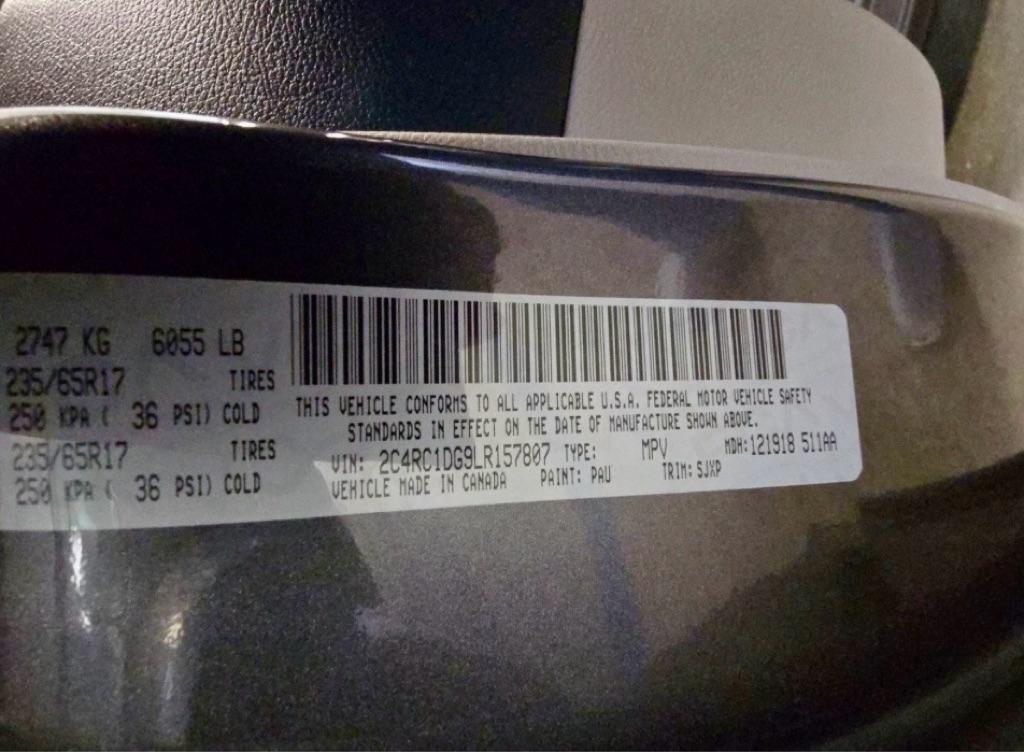 2747 KG 6055 LB
235/65R17 TIRES
250 KPA ( 36 PSI) COLD
235/65R17 TIRES
250 KPA ( 36 PSI) COLD
THIS VEHICLE CONFORMS TO ALL APPLICABLE U.S.A. FEDERAL MOTOR VEHICLE SAFETY
STANDARDS IN EFFECT ON THE DATE OF MANUFACTURE SHOWN ABOVE.
VIN: 2C4RC1DG9LR157807 TYPE: MPV MDH:121918 511AA
VEHICLE MADE IN CANADA PAINT: PAU TRIM: SJXP